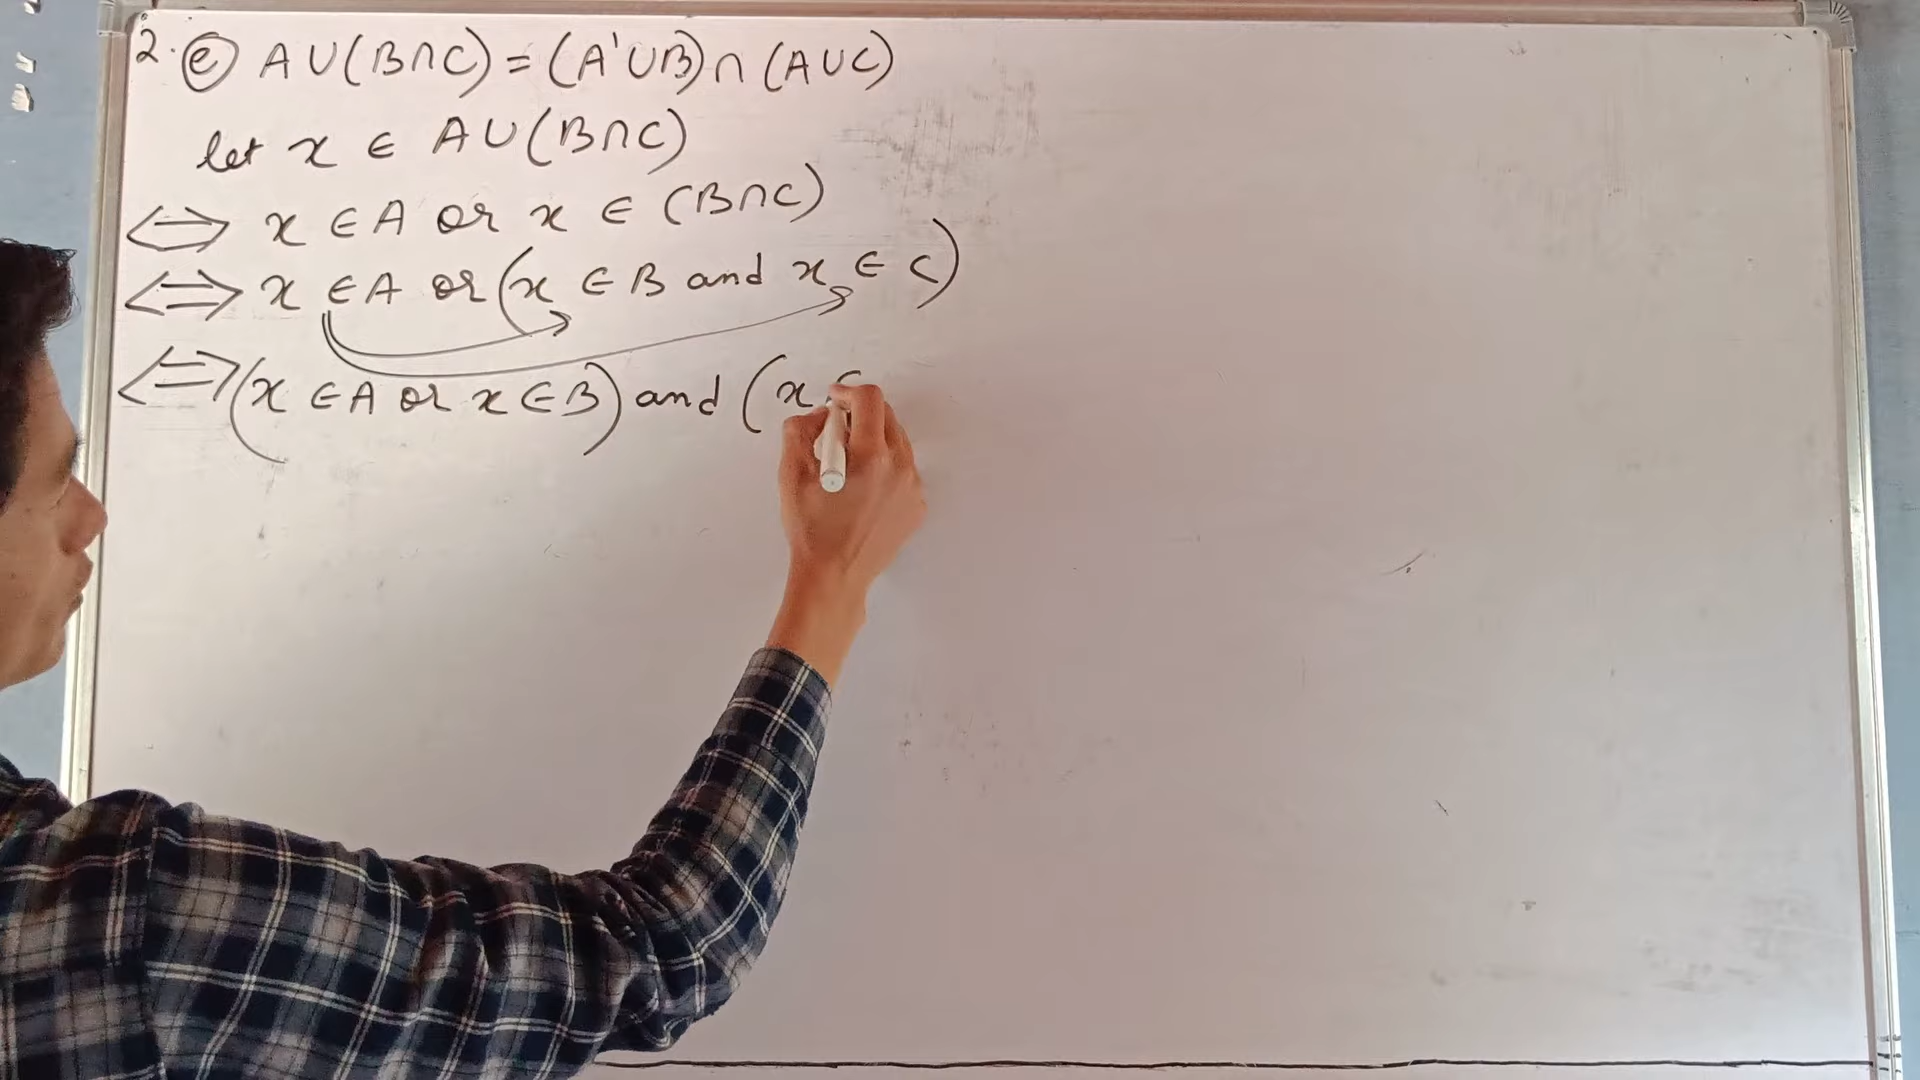 2. (e) A ∪ (B ∩ C) = (A' ∪ B) ∩ (A ∪ C)
let x ∈ A ∪ (B ∩ C)
⟺ x ∈ A or x ∈ (B ∩ C)
⟺ x ∈ A or (x ∈ B and x ∈ C)
⟺ (x ∈ A or x ∈ B) and (x ∈